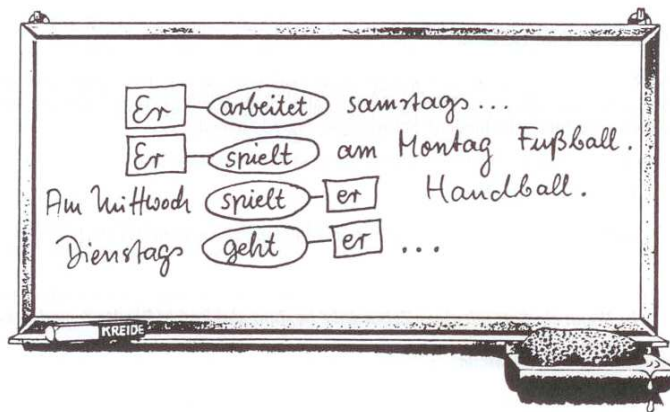 Er arbeitet samstags...
Er spielt am Montag Fußball.
Am Mittwoch spielt er Handball.
Dienstags geht er ...
KREIDE